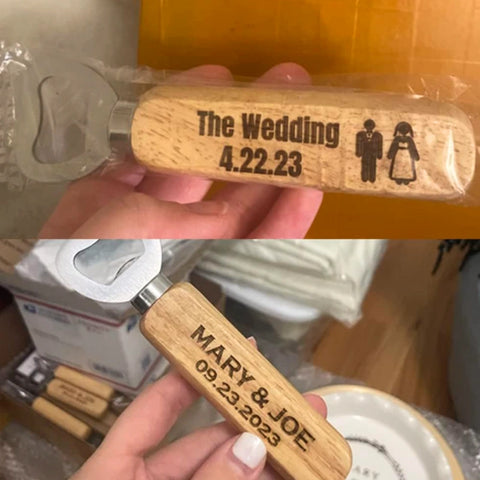 The Wedding
4.22.23
MARY & JOE
09.23.2023